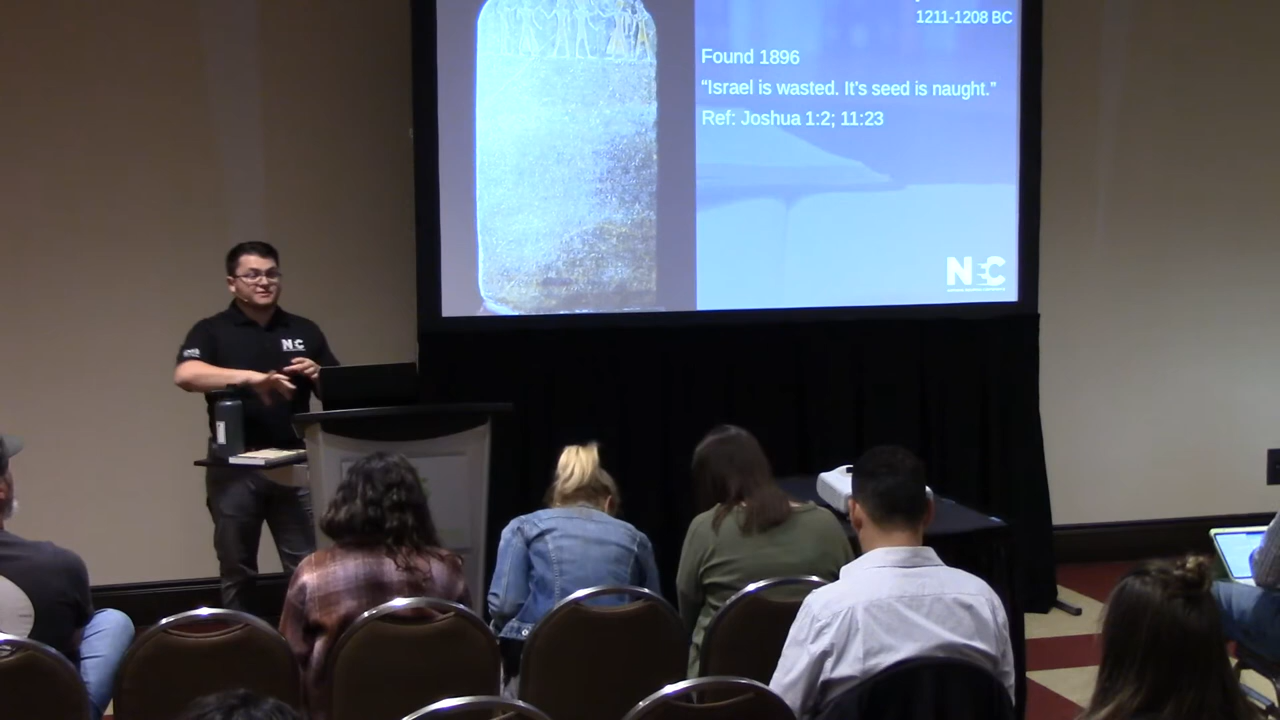 1211-1208 BC
Found 1896
“Israel is wasted. It’s seed is naught.”
Ref: Joshua 1:2; 11:23
NEC